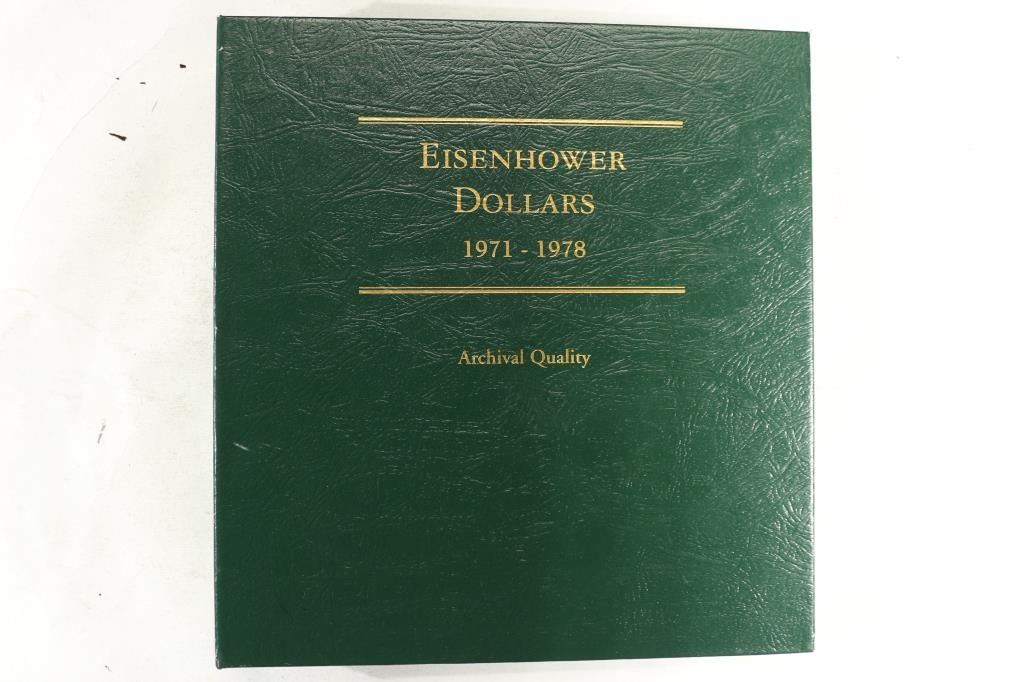 EISENHOWER
DOLLARS
1971 - 1978
Archival Quality